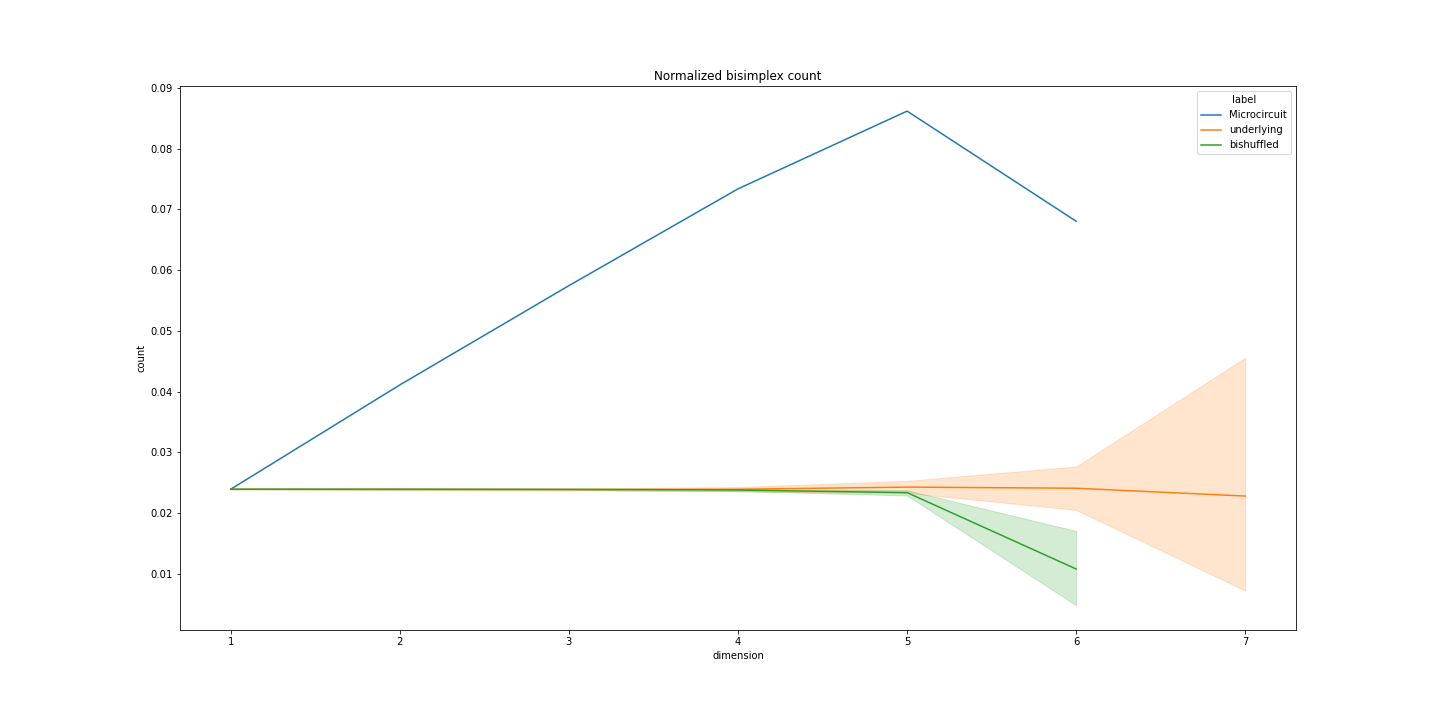 Normalized bisimplex count
label
Microcircuit
underlying
bishuffled
count
0.09
0.08
0.07
0.06
0.05
0.04
0.03
0.02
0.01
1 2 3 4 5 6 7
dimension